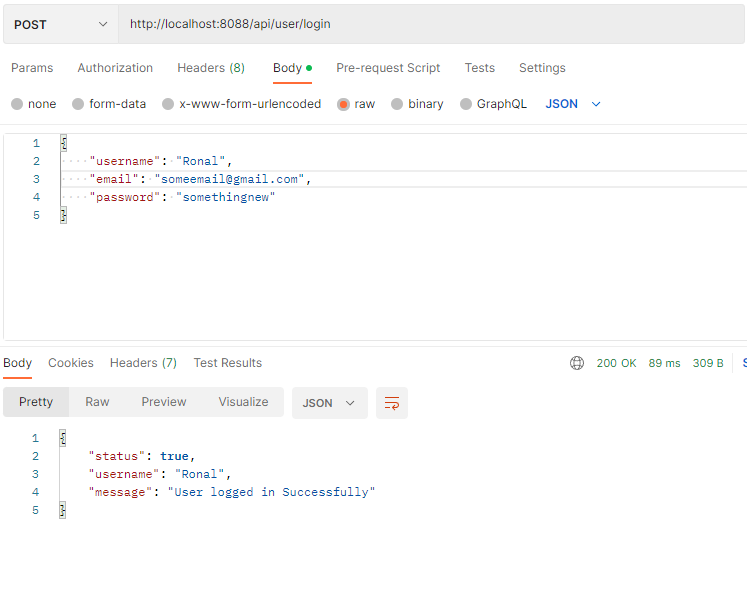 POST http://localhost:8088/api/user/login
Params Authorization Headers (8) Body Pre-request Script Tests Settings
none form-data x-www-form-urlencoded raw binary GraphQL JSON
1 {
2 "username": "Ronal",
3 "email": "someemail@gmail.com",
4 "password": "somethingnew"
5 }
Body Cookies Headers (7) Test Results 200 OK 89 ms 309 B S
Pretty Raw Preview Visualize JSON
1 {
2 "status": true,
3 "username": "Ronal",
4 "message": "User logged in Successfully"
5 }